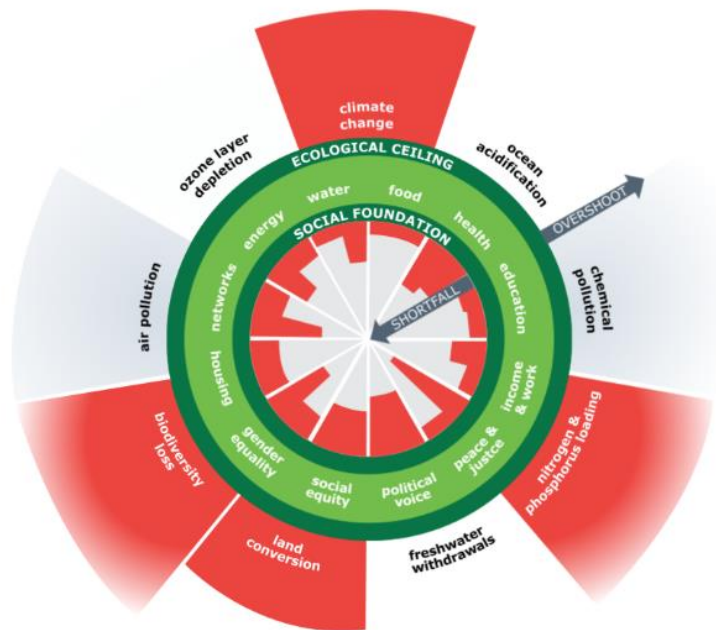 climate
change
ozone layer
depletion
ocean
acidification
ECOLOGICAL CEILING
water
food
energy
health
SOCIAL FOUNDATION
OVERSHOOT
SHORTFALL
networks
education
air pollution
chemical
pollution
housing
income
& work
biodiversity
loss
gender
equality
social
equity
political
voice
peace &
justce
nitrogen &
phosphorus loading
land
conversion
freshwater
withdrawals